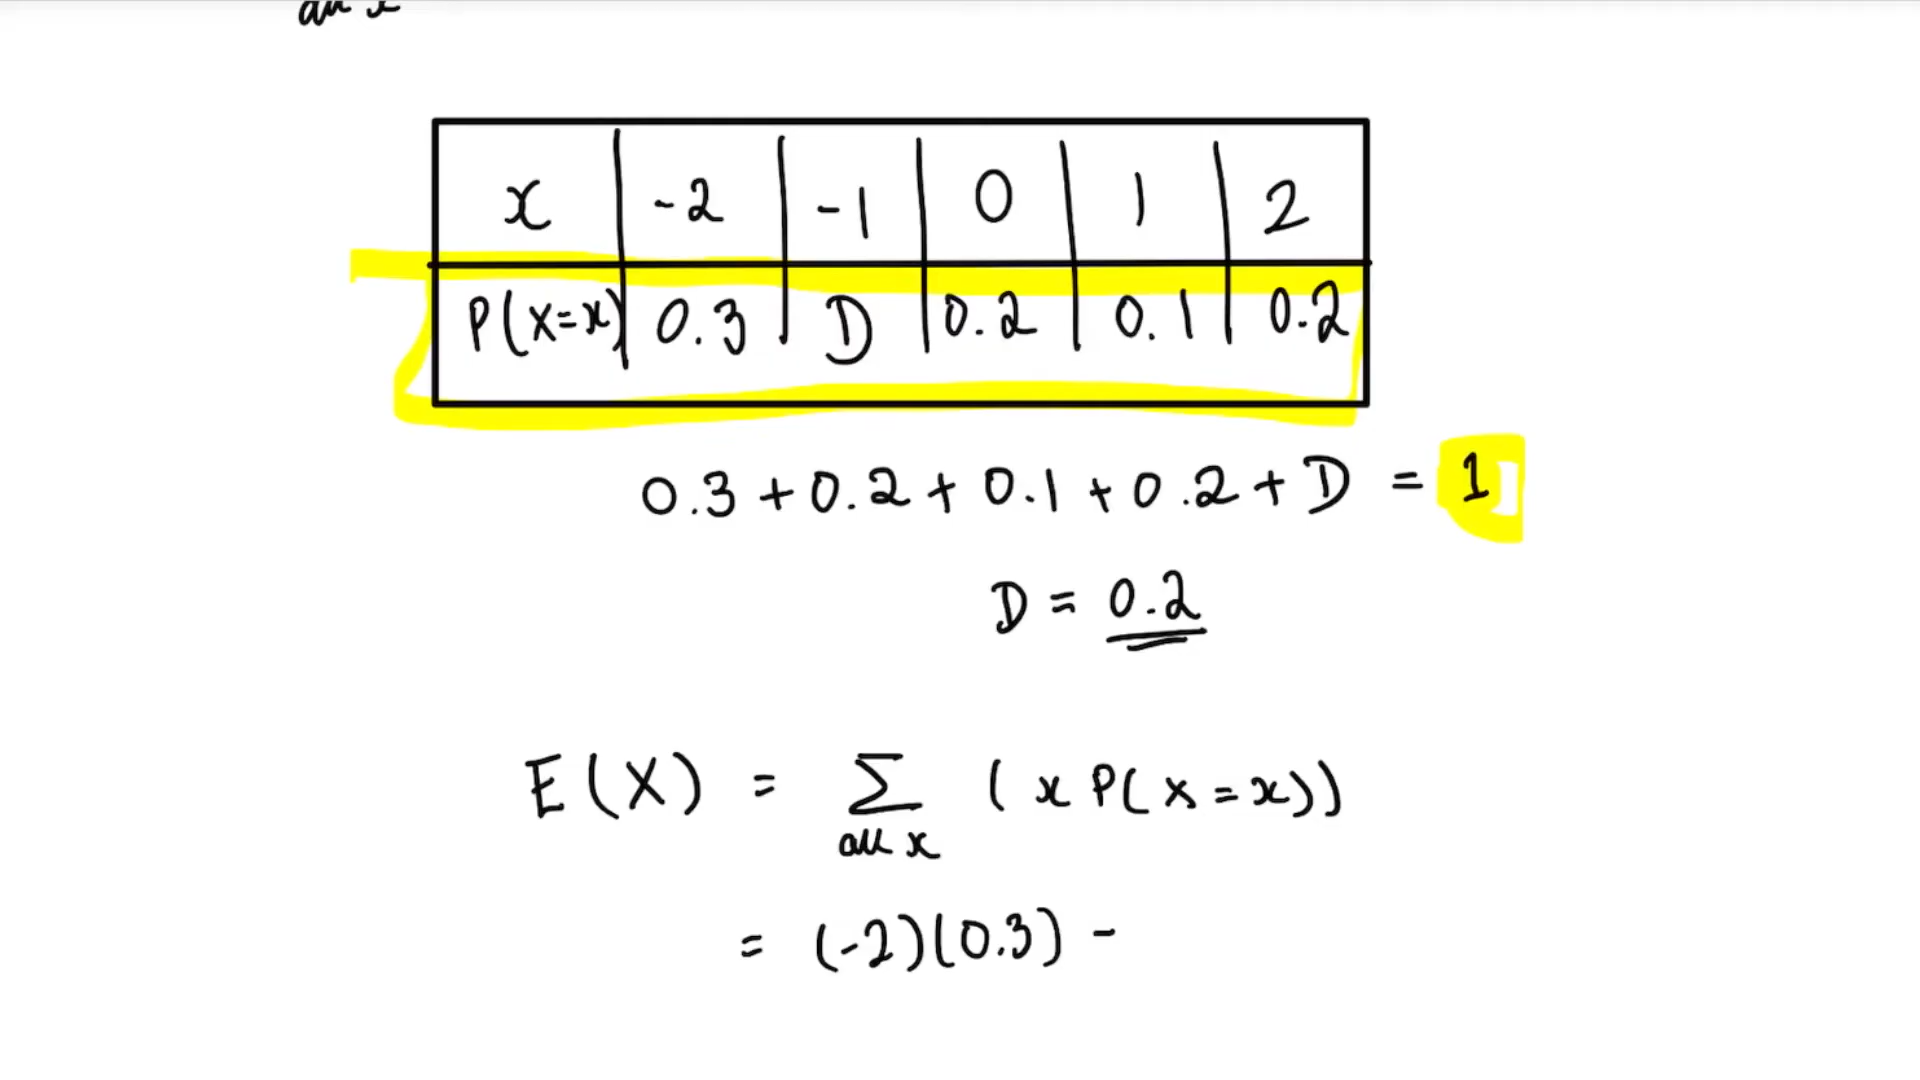 all x
x | -2 | -1 | 0 | 1 | 2
P(X=x) | 0.3 | D | 0.2 | 0.1 | 0.2
0.3 + 0.2 + 0.1 + 0.2 + D = 1
D = 0.2
E(X) = Σ (x P(X=x))
all x
= (-2)(0.3) -